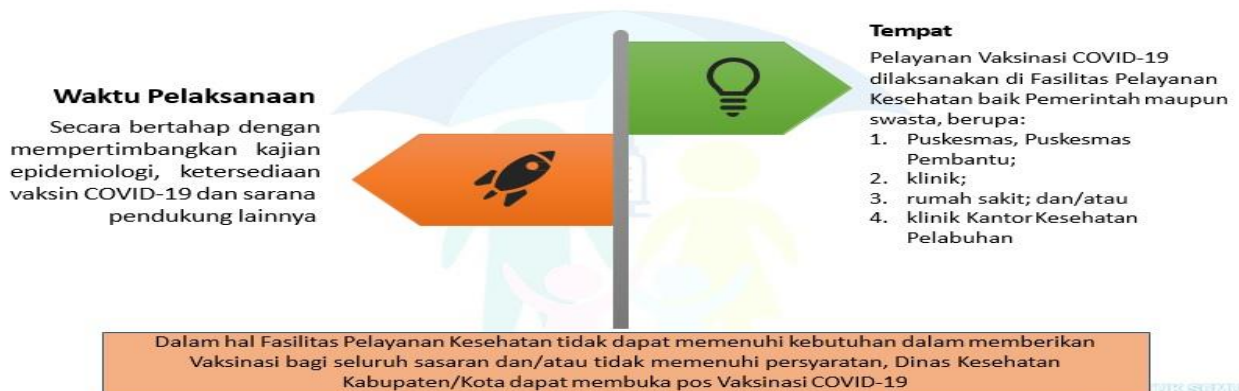 Waktu Pelaksanaan
Secara bertahap dengan
mempertimbangkan kajian
epidemiologi, ketersediaan
vaksin COVID-19 dan sarana
pendukung lainnya
Tempat
Pelayanan Vaksinasi COVID-19
dilaksanakan di Fasilitas Pelayanan
Kesehatan baik Pemerintah maupun
swasta, berupa:
1. Puskesmas, Puskesmas
Pembantu;
2. klinik;
3. rumah sakit; dan/atau
4. klinik Kantor Kesehatan
Pelabuhan
Dalam hal Fasilitas Pelayanan Kesehatan tidak dapat memenuhi kebutuhan dalam memberikan
Vaksinasi bagi seluruh sasaran dan/atau tidak memenuhi persyaratan, Dinas Kesehatan
Kabupaten/Kota dapat membuka pos Vaksinasi COVID-19